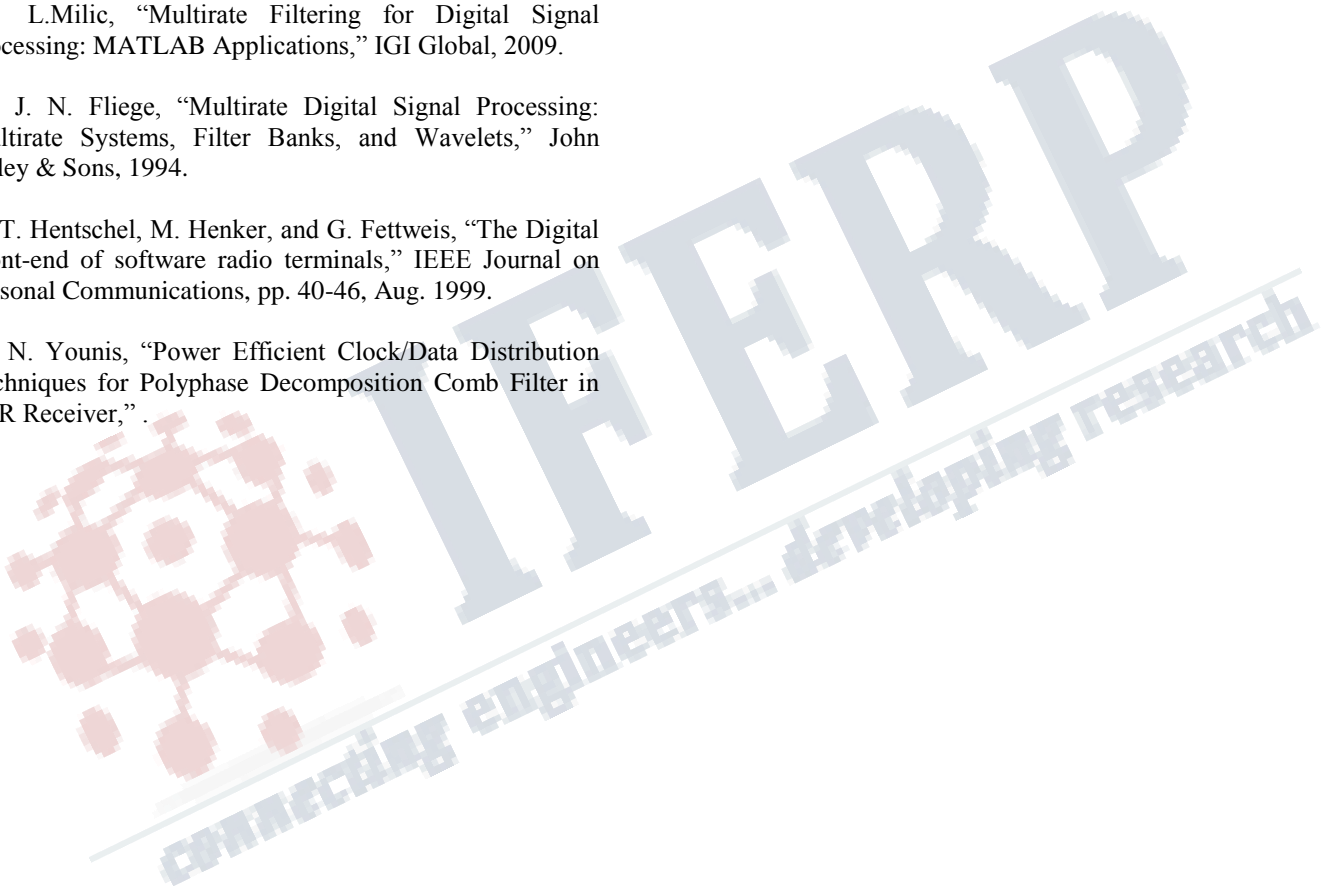 L.Milic, “Multirate Filtering for Digital Signal
ocessing: MATLAB Applications,” IGI Global, 2009.
J. N. Fliege, “Multirate Digital Signal Processing:
ltirate Systems, Filter Banks, and Wavelets,” John
ley & Sons, 1994.
T. Hentschel, M. Henker, and G. Fettweis, “The Digital
nt-end of software radio terminals,” IEEE Journal on
sonal Communications, pp. 40-46, Aug. 1999.
N. Younis, “Power Efficient Clock/Data Distribution
chniques for Polyphase Decomposition Comb Filter in
R Receiver,” .
IFERP
connecting engineers... developing research